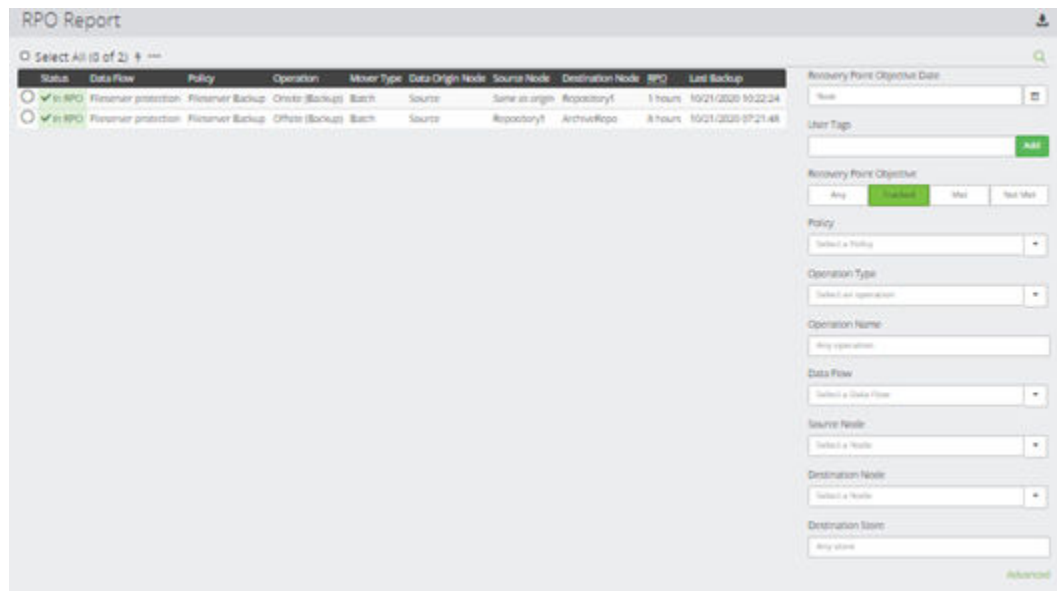 RPO Report
Select All (0 of 2)
Status Data Flow Policy Operation Mover Type Data Origin Node Source Node Destination Node RPO Last Backup
In RPO Fileserver protection Fileserver Backup Onsite (Backup) Batch Source Same as origin Repository1 1 hours 10/21/2020 10:22:24
In RPO Fileserver protection Fileserver Backup Offsite (Backup) Batch Source Repository1 ArchiveRepo 8 hours 10/21/2020 07:21:48
Recovery Point Objective Date
Now
User Tags
Add
Recovery Point Objective
Any Tracked Met Not Met
Policy
Select a Policy
Operation Type
Select an operation
Operation Name
Any operation
Data Flow
Select a Data Flow
Source Node
Select a Node
Destination Node
Select a Node
Destination Store
Any store
Advanced